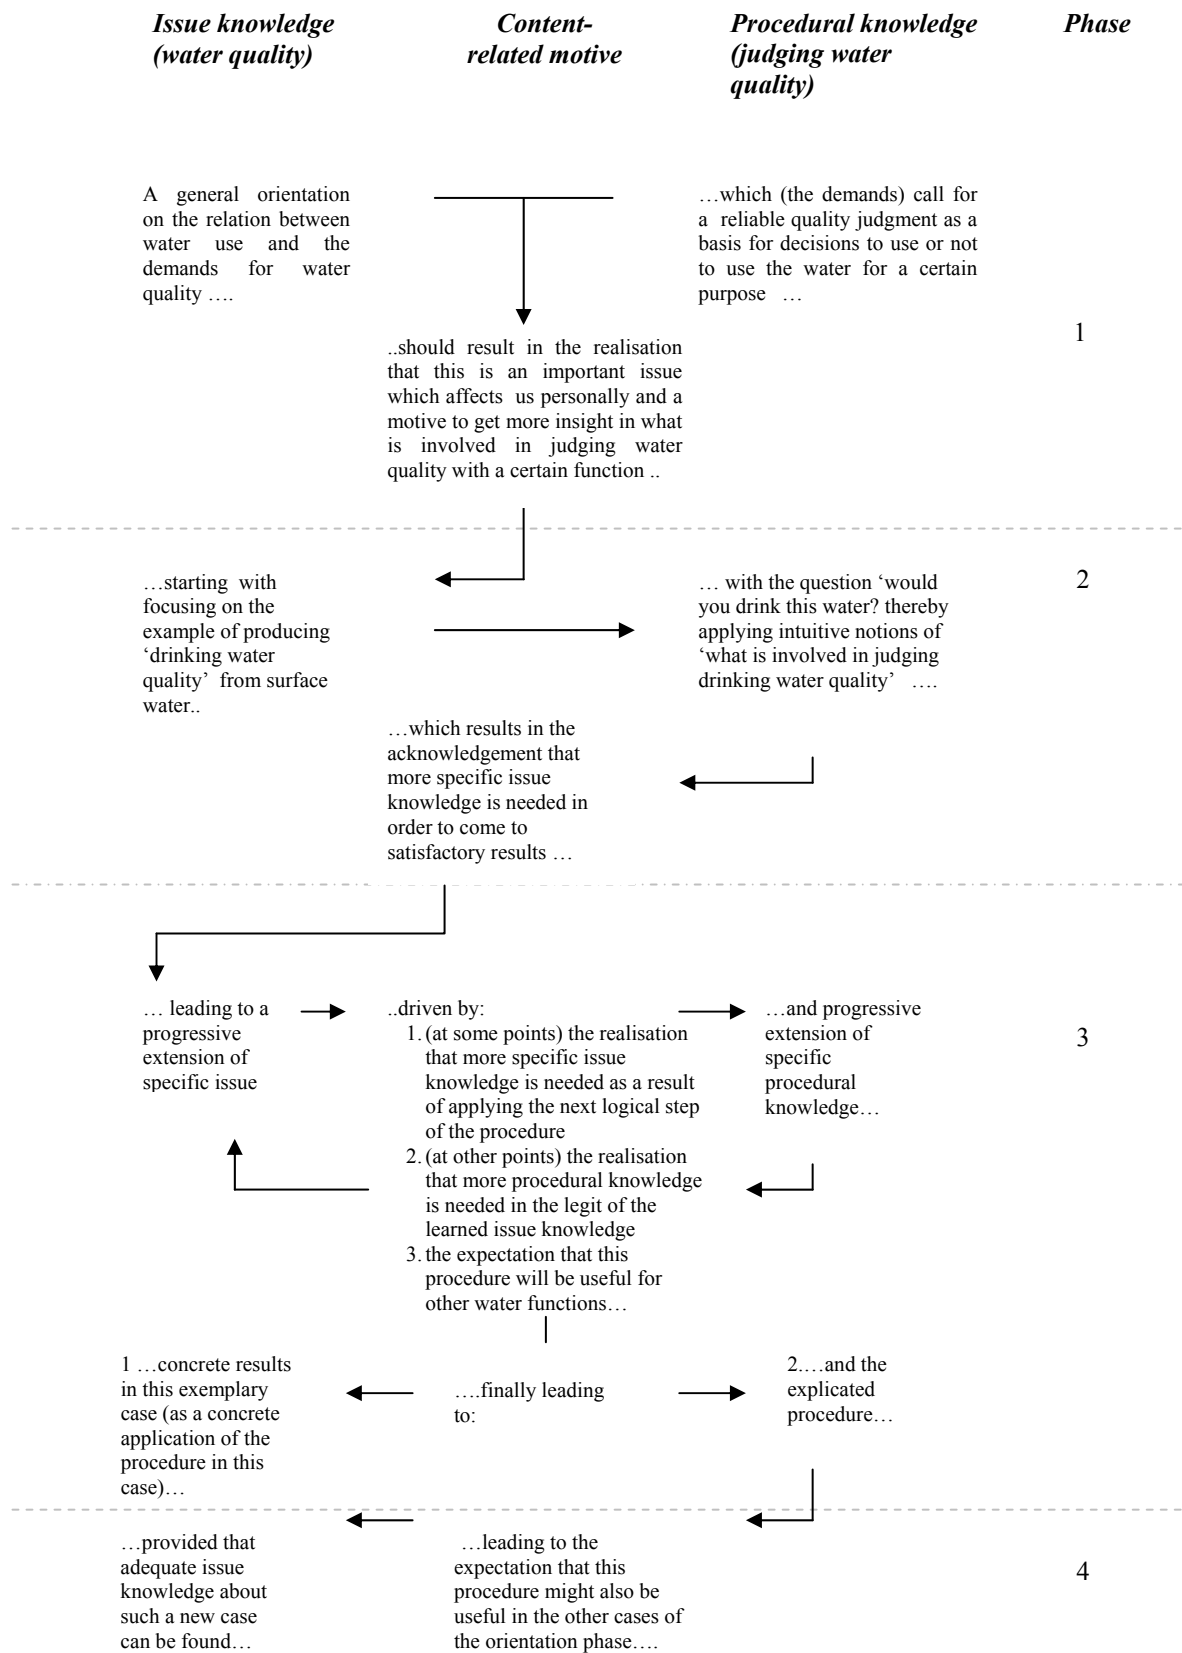 Issue knowledge
(water quality)
Content-
related motive
Procedural knowledge
(judging water
quality)
Phase
A general orientation
on the relation between
water use and the
demands for water
quality ….
…which (the demands) call for
a reliable quality judgment as a
basis for decisions to use or not
to use the water for a certain
purpose …
1
..should result in the realisation
that this is an important issue
which affects us personally and a
motive to get more insight in what
is involved in judging water
quality with a certain function ..
…starting with
focusing on the
example of producing
‘drinking water
quality’ from surface
water..
… with the question ‘would
you drink this water? thereby
applying intuitive notions of
‘what is involved in judging
drinking water quality’ ….
2
…which results in the
acknowledgement that
more specific issue
knowledge is needed in
order to come to
satisfactory results …
… leading to a
progressive
extension of
specific issue
..driven by:
1. (at some points) the realisation
that more specific issue
knowledge is needed as a result
of applying the next logical step
of the procedure
2. (at other points) the realisation
that more procedural knowledge
is needed in the legit of the
learned issue knowledge
3. the expectation that this
procedure will be useful for
other water functions…
…and progressive
extension of
specific
procedural
knowledge…
3
1 …concrete results
in this exemplary
case (as a concrete
application of the
procedure in this
case)…
….finally leading
to:
2.…and the
explicated
procedure…
…provided that
adequate issue
knowledge about
such a new case
can be found…
…leading to the
expectation that this
procedure might also be
useful in the other cases of
the orientation phase….
4